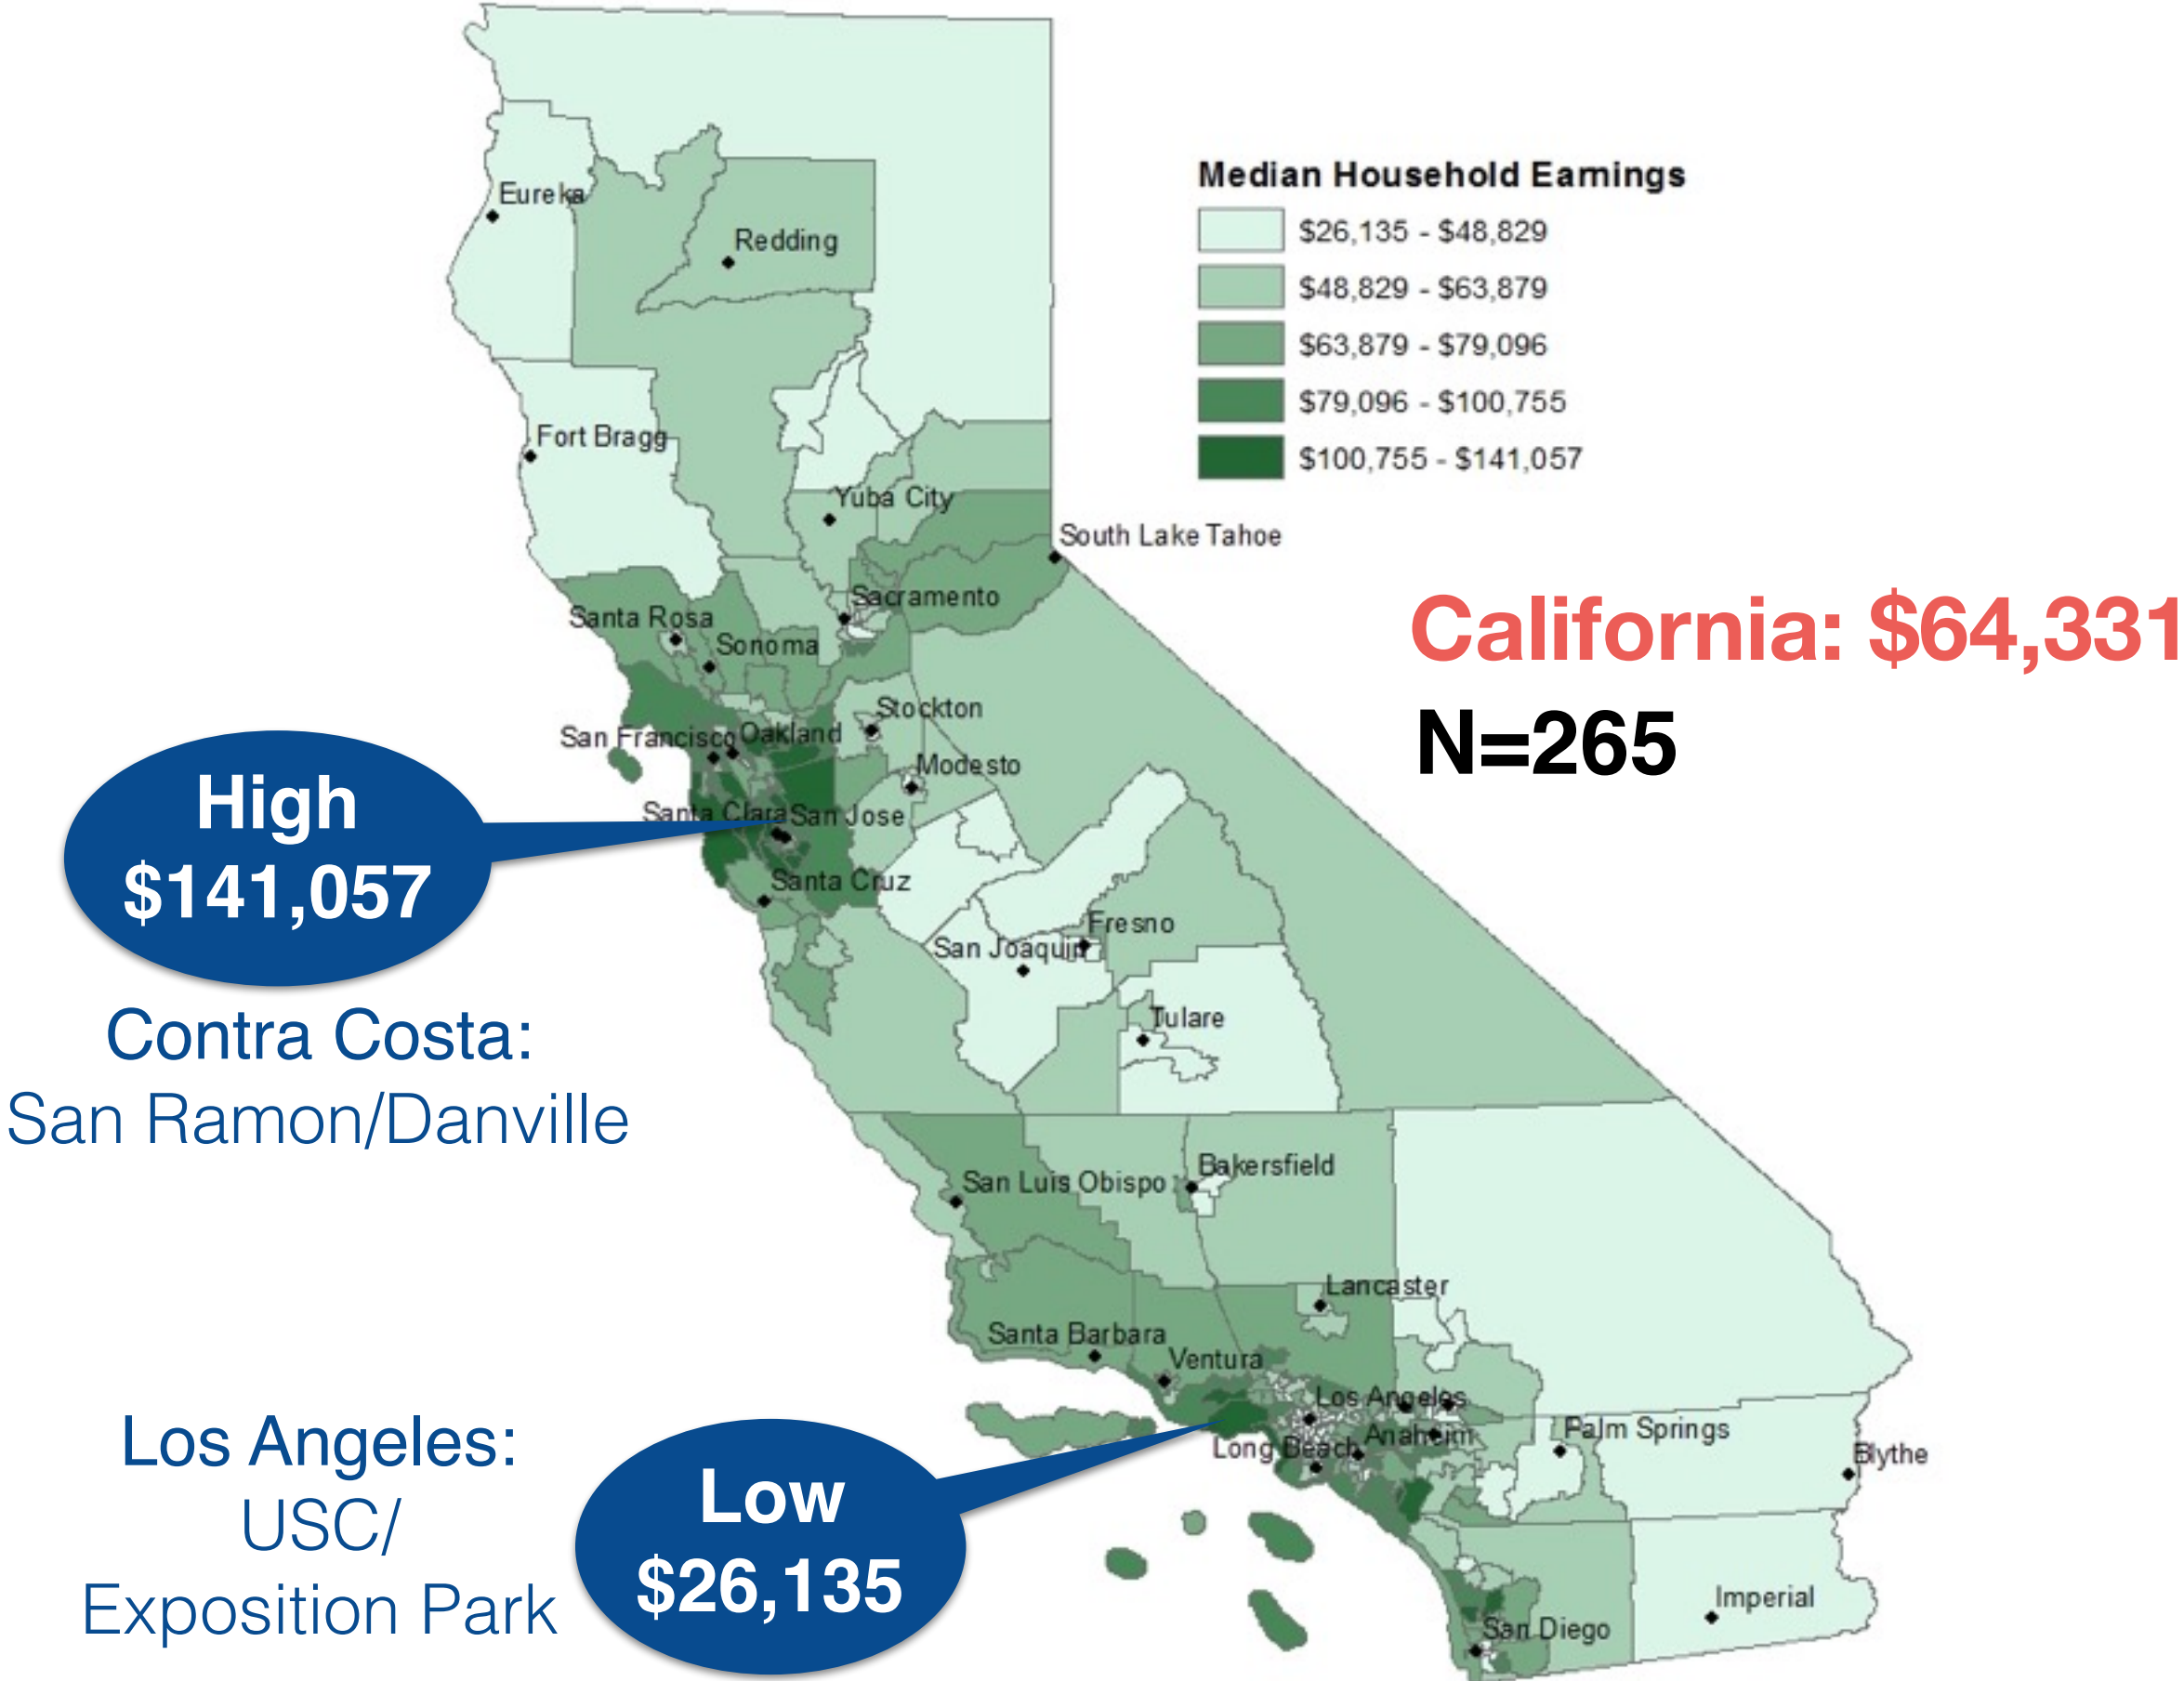 Median Household Earnings
$26,135 - $48,829
$48,829 - $63,879
$63,879 - $79,096
$79,096 - $100,755
$100,755 - $141,057
California: $64,331
N=265
High
$141,057
Contra Costa:
San Ramon/Danville
Los Angeles:
USC/
Exposition Park
Low
$26,135
Eureka
Redding
Fort Bragg
Yuba City
South Lake Tahoe
Sacramento
Santa Rosa
Sonoma
Stockton
San Francisco
Oakland
Modesto
Santa Clara
San Jose
Santa Cruz
Fresno
San Joaquin
Tulare
Bakersfield
San Luis Obispo
Lancaster
Santa Barbara
Ventura
Los Angeles
Long Beach
Anaheim
Palm Springs
Blythe
Imperial
San Diego